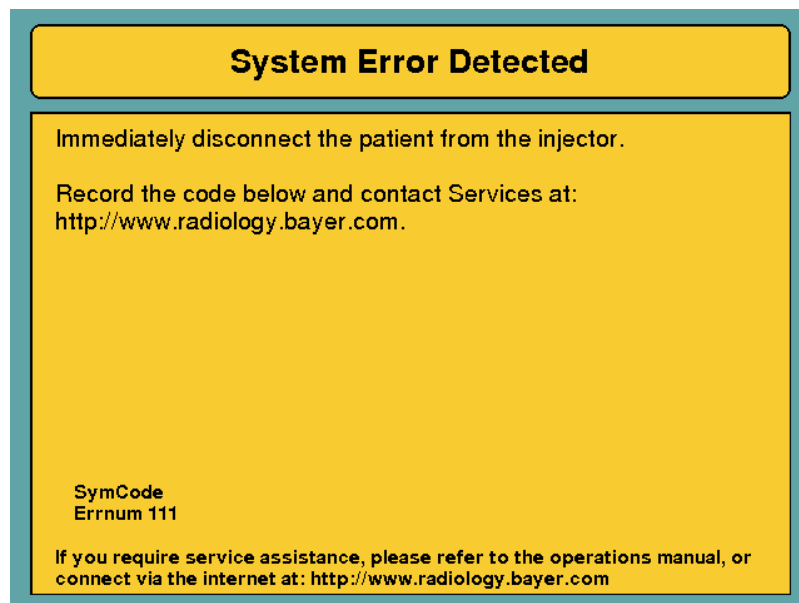 System Error Detected
Immediately disconnect the patient from the injector.
Record the code below and contact Services at:
http://www.radiology.bayer.com.
SymCode
Errnum 111
If you require service assistance, please refer to the operations manual, or
connect via the internet at: http://www.radiology.bayer.com